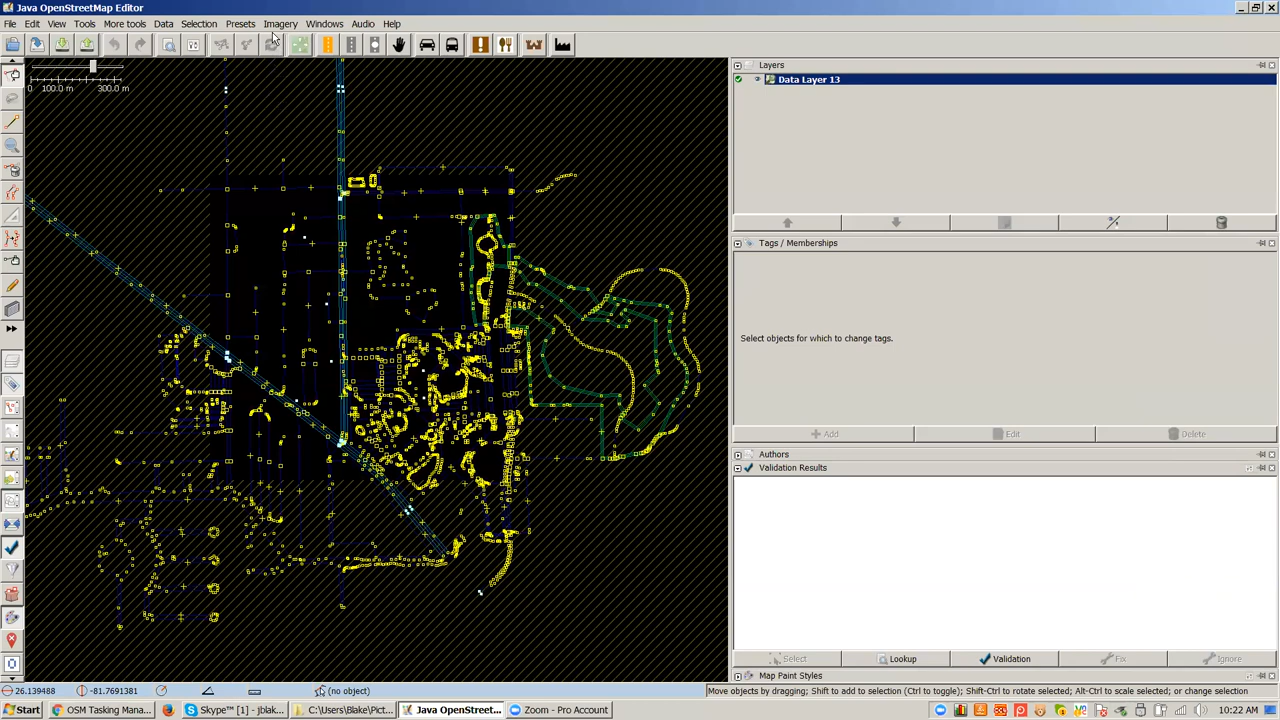 Java OpenStreetMap Editor
File Edit View Tools More tools Data Selection Presets Imagery Windows Audio Help
0 100.0 m 300.0 m
Layers
Data Layer 13
Tags / Memberships
Select objects for which to change tags.
Add Edit Delete
Authors
Validation Results
Select Lookup Validation Fix Ignore
Map Paint Styles
26.139488 -81.7691381 (no object) Move objects by dragging; Shift to add to selection (Ctrl to toggle); Shift-Ctrl to rotate selected; Alt-Ctrl to scale selected; or change selection
Start OSM Tasking Mana... Skype™ [1] - jblak... C:\Users\Blake\Pict... Java OpenStreetM... Zoom - Pro Account 10:22 AM